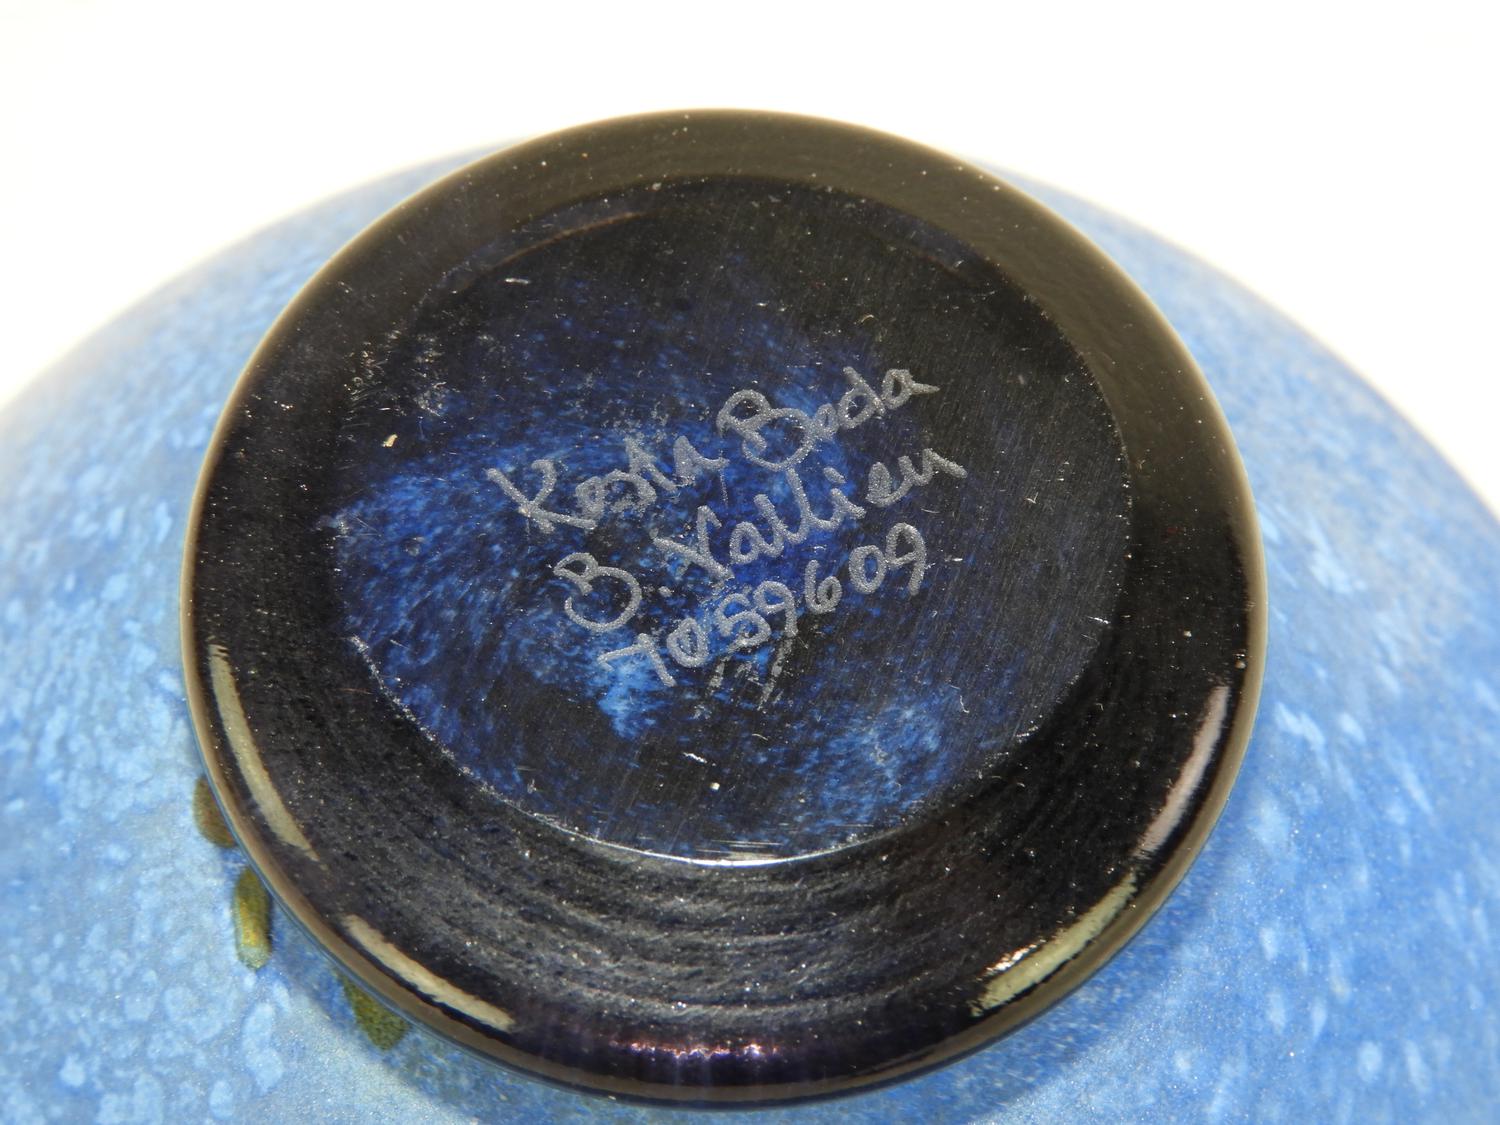 Kosta Boda
B. Vallien
7059609